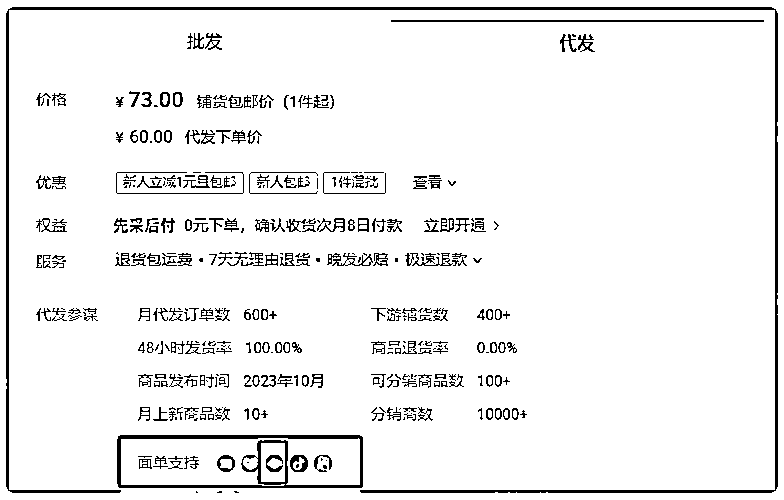 批发 代发
价格 ¥ 73.00 铺货包邮价 (1件起)
¥ 60.00 代发下单价
优惠 新人立减1元且包邮 新人包邮 1件混批 查看
权益 先采后付 0元下单，确认收货次月8日付款 立即开通
服务 退货包运费·7天无理由退货·晚发必赔·极速退款
代发参谋 月代发订单数 600+ 下游铺货数 400+
48小时发货率 100.00% 商品退货率 0.00%
商品发布时间 2023年10月 可分销商品数 100+
月上新商品数 10+ 分销商数 10000+
面单支持